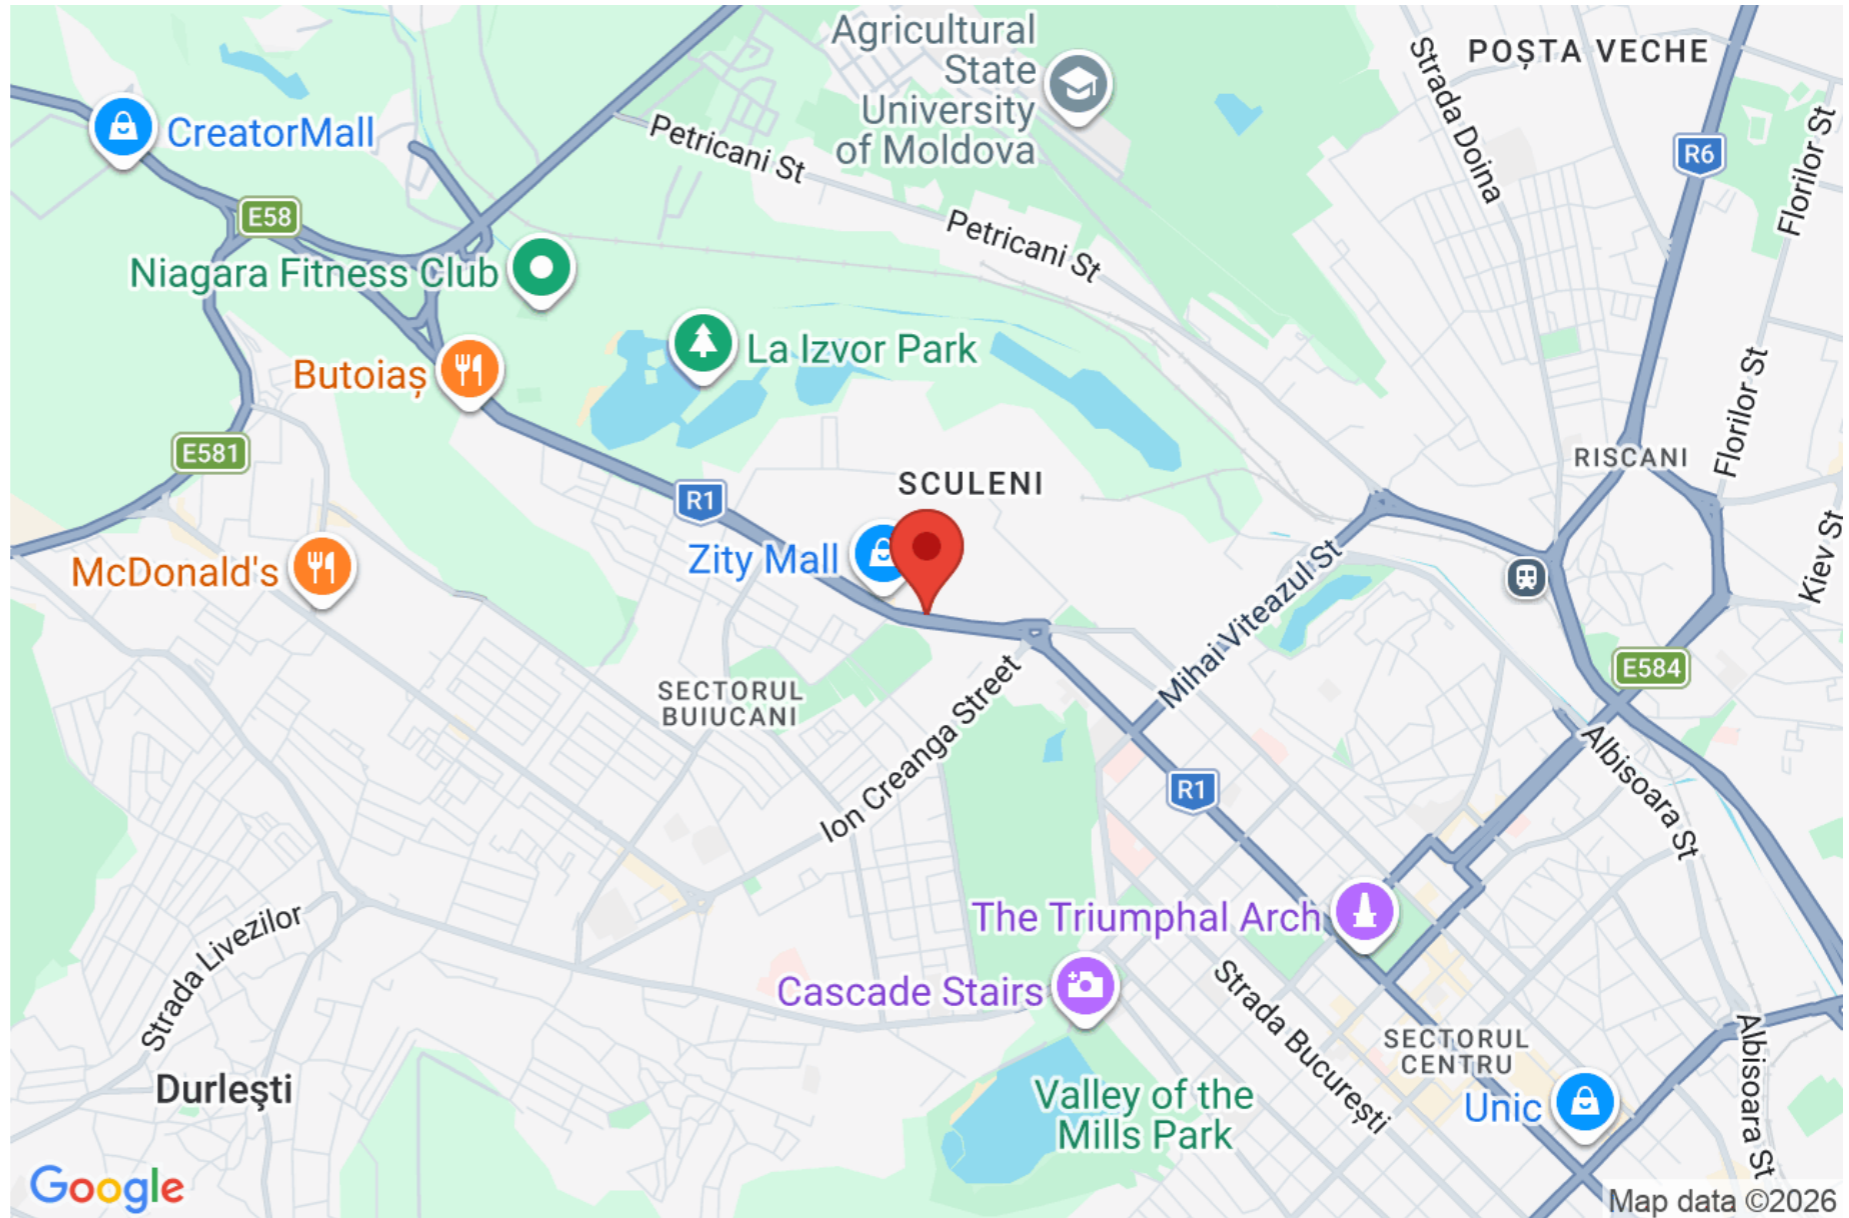 Agricultural
State
University
of Moldova
POȘTA VECHE
Strada Doina
CreatorMall
Petricani St
R6
Florilor St
E58
Petricani St
Niagara Fitness Club
La Izvor Park
Butoiaș
Florilor St
E581
RISCANI
SCULENI
R1
Kiev St
Zity Mall
McDonald's
Mihai Viteazul St
E584
SECTORUL
BUIUCANI
Ion Creanga Street
R1
Albisoara St
The Triumphal Arch
Strada Livezilor
Cascade Stairs
Strada București
SECTORUL
CENTRU
Albisoara St
Durlești
Valley of the
Mills Park
Unic
Google
Map data ©2026